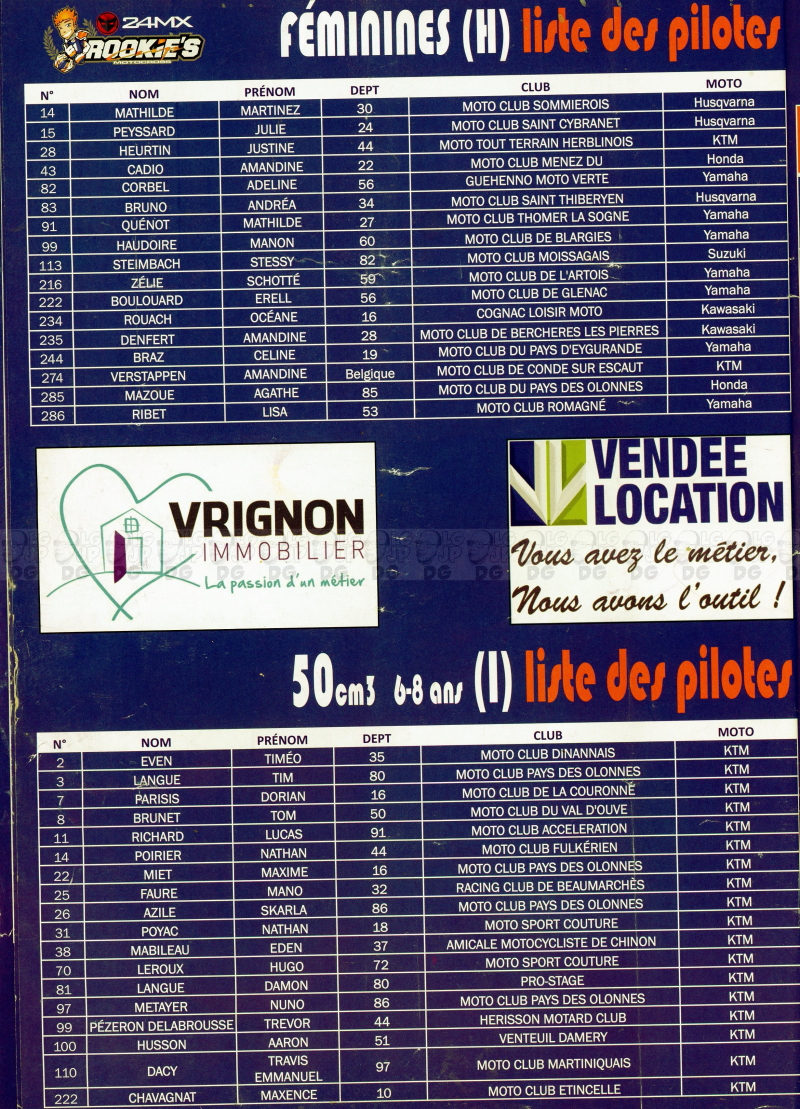 24MX
ROOKIE'S
MOTOCROSS
FÉMININES (H) liste des pilotes
N° NOM PRÉNOM DEPT CLUB MOTO
14 MATHILDE MARTINEZ 30 MOTO CLUB SOMMIEROIS Husqvarna
15 PEYSSARD JULIE 24 MOTO CLUB SAINT CYBRANET Husqvarna
28 HEURTIN JUSTINE 44 MOTO TOUT TERRAIN HERBLINOIS KTM
43 CADIO AMANDINE 22 MOTO CLUB MENEZ DU Honda
82 CORBEL ADELINE 56 GUEHENNO MOTO VERTE Yamaha
83 BRUNO ANDRÉA 34 MOTO CLUB SAINT THIBERYEN Husqvarna
91 QUÉNOT MATHILDE 27 MOTO CLUB THOMER LA SOGNE Yamaha
99 HAUDOIRE MANON 60 MOTO CLUB DE BLARGIES Yamaha
113 STEIMBACH STESSY 82 MOTO CLUB MOISSAGAIS Suzuki
216 ZÉLIE SCHOTTÉ 59 MOTO CLUB DE L'ARTOIS Yamaha
222 BOULOUARD ERELL 56 MOTO CLUB DE GLENAC Yamaha
234 ROUACH OCÉANE 16 COGNAC LOISIR MOTO Kawasaki
235 DENFERT AMANDINE 28 MOTO CLUB DE BERCHERES LES PIERRES Kawasaki
244 BRAZ CELINE 19 MOTO CLUB DU PAYS D'EYGURANDE Yamaha
274 VERSTAPPEN AMANDINE Belgique MOTO CLUB DE CONDE SUR ESCAUT KTM
285 MAZOUE AGATHE 85 MOTO CLUB DU PAYS DES OLONNES Honda
286 RIBET LISA 53 MOTO CLUB ROMAGNÉ Yamaha
VRIGNON
IMMOBILIER
La passion d'un métier
VENDEE
LOCATION
Vous avez le métier,
Nous avons l'outil !
50cm3 6-8 ans (I) liste des pilotes
N° NOM PRÉNOM DEPT CLUB MOTO
2 EVEN TIMÉO 35 MOTO CLUB DiNANNAIS KTM
3 LANGUE TIM 80 MOTO CLUB PAYS DES OLONNES KTM
7 PARISIS DORIAN 16 MOTO CLUB DE LA COURONNE KTM
8 BRUNET TOM 50 MOTO CLUB DU VAL D'OUVE KTM
11 RICHARD LUCAS 91 MOTO CLUB ACCELERATION KTM
14 POIRIER NATHAN 44 MOTO CLUB FULKÉRIEN KTM
22 MIET MAXIME 16 MOTO CLUB PAYS DES OLONNES KTM
25 FAURE MANO 32 RACING CLUB DE BEAUMARCHÈS KTM
26 AZILE SKARLA 86 MOTO CLUB PAYS DES OLONNES KTM
31 POYAC NATHAN 18 MOTO SPORT COUTURE KTM
38 MABILEAU EDEN 37 AMICALE MOTOCYCLISTE DE CHINON KTM
70 LEROUX HUGO 72 MOTO SPORT COUTURE KTM
81 LANGUE DAMON 80 PRO-STAGE KTM
97 METAYER NUNO 86 MOTO CLUB PAYS DES OLONNES KTM
99 PÉZERON DELABROUSSE TREVOR 44 HERISSON MOTARD CLUB KTM
100 HUSSON AARON 51 VENTEUIL DAMERY KTM
110 DACY TRAVIS EMMANUEL 97 MOTO CLUB MARTINIQUAIS KTM
222 CHAVAGNAT MAXENCE 10 MOTO CLUB ETINCELLE KTM